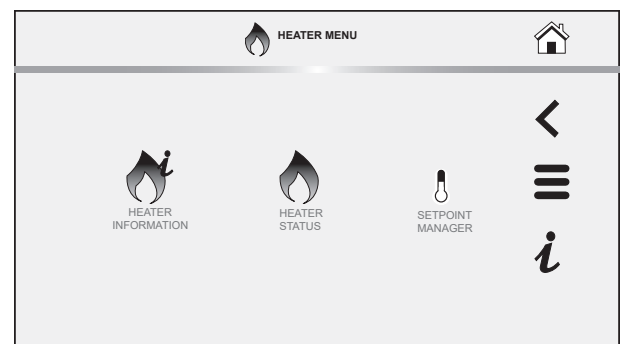 HEATER MENU
HEATER
INFORMATION
HEATER
STATUS
SETPOINT
MANAGER